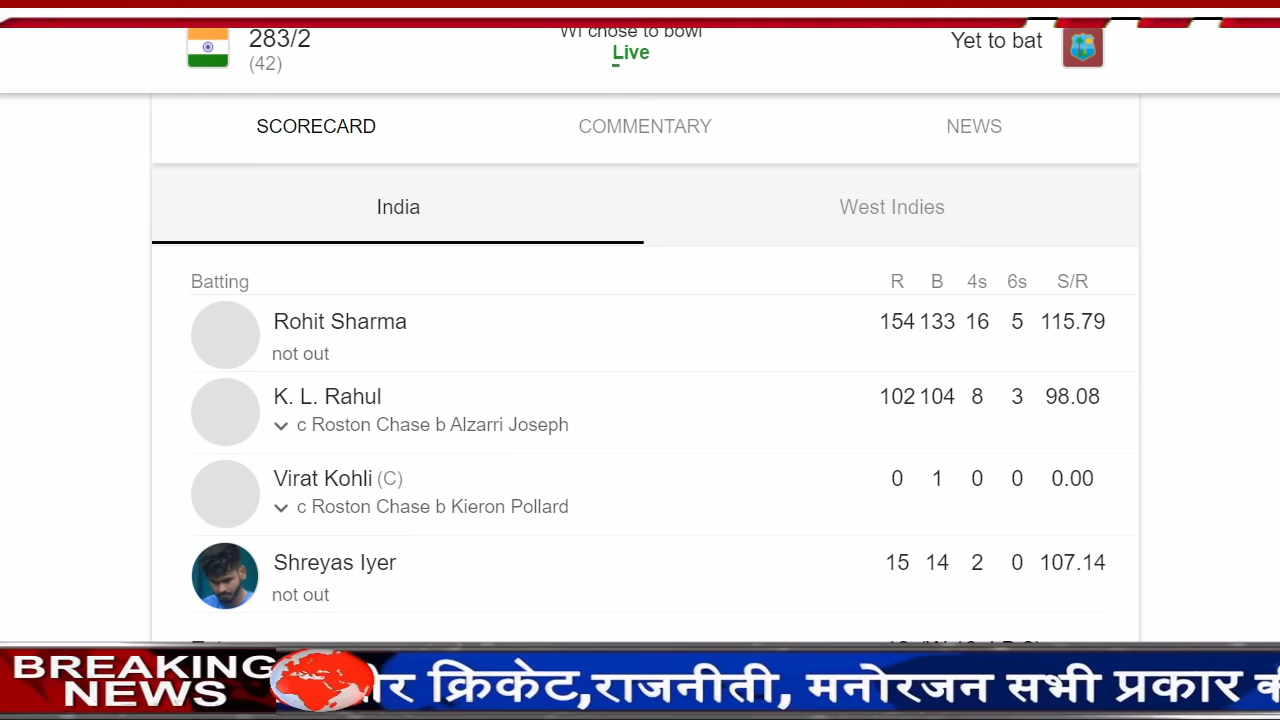 283/2
(42)
WI chose to bowl
Live
Yet to bat
SCORECARD
COMMENTARY
NEWS
India
West Indies
Batting R B 4s 6s S/R
Rohit Sharma 154 133 16 5 115.79
not out
K. L. Rahul 102 104 8 3 98.08
c Roston Chase b Alzarri Joseph
Virat Kohli (C) 0 1 0 0 0.00
c Roston Chase b Kieron Pollard
Shreyas Iyer 15 14 2 0 107.14
not out
BREAKING
NEWS
क्रिकेट,राजनीती, मनोरजन सभी प्रकार